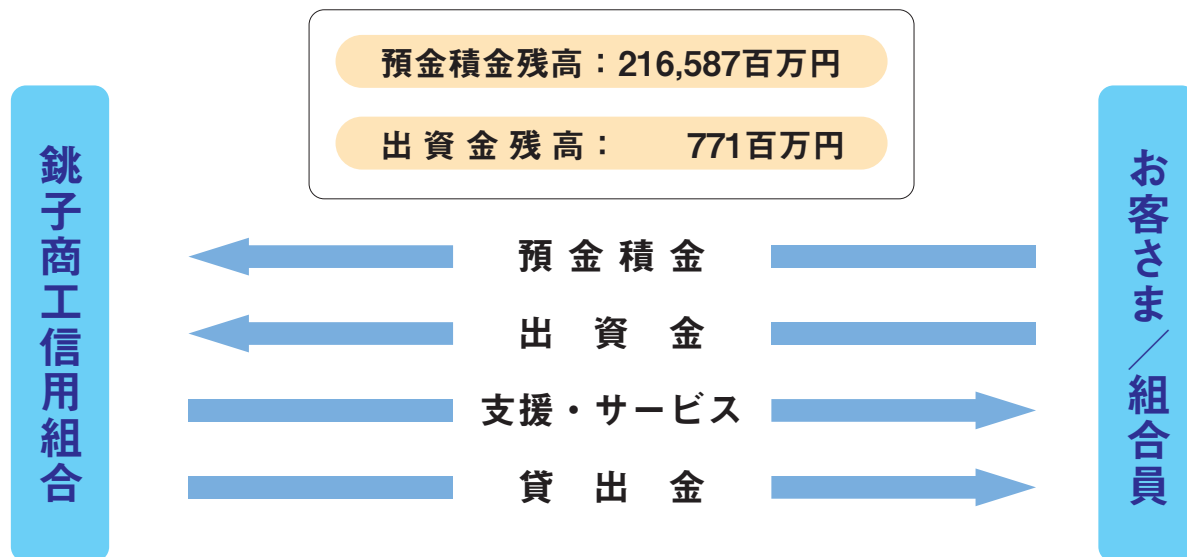 預金積金残高：216,587百万円
出資金残高：　771百万円
銚子商工信用組合
お客さま／組合員
預金積金
出資金
支援・サービス
貸出金